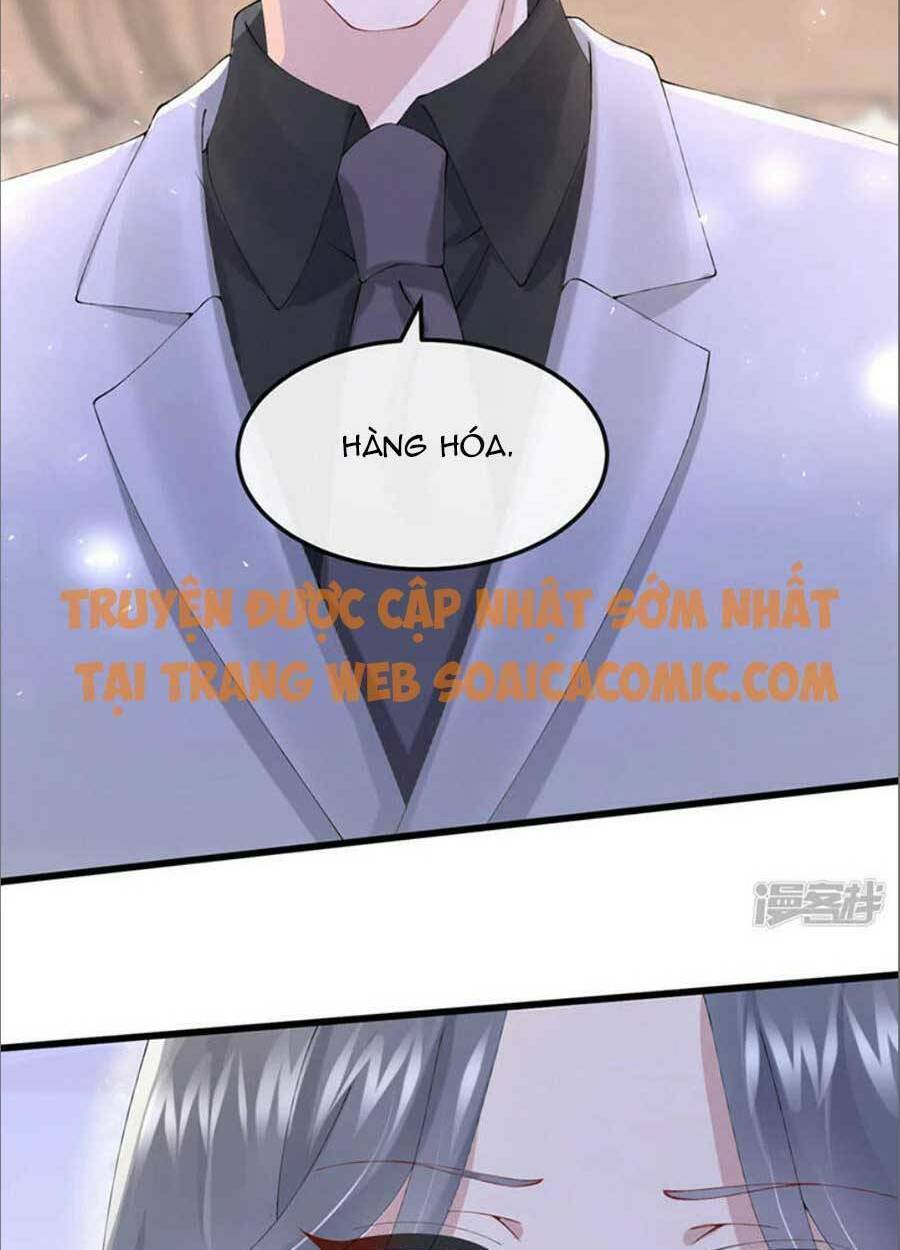 HÀNG HÓA.
TRUYỆN ĐƯỢC CẬP NHẬT SỚM NHẤT
TẠI TRANG WEB SOAICACOMIC.COM
漫客栈